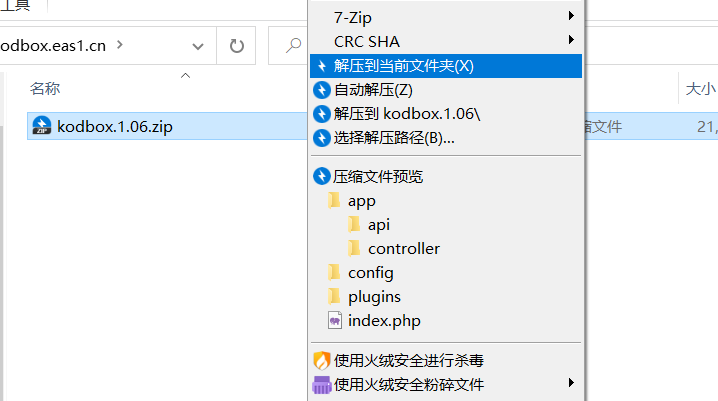 工具
odbox.eas1.cn
名称
大小
kodbox.1.06.zip
缩文件
21,
7-Zip
CRC SHA
解压到当前文件夹(X)
自动解压(Z)
解压到 kodbox.1.06\
选择解压路径(B)...
压缩文件预览
app
api
controller
config
plugins
index.php
使用火绒安全进行杀毒
使用火绒安全粉碎文件